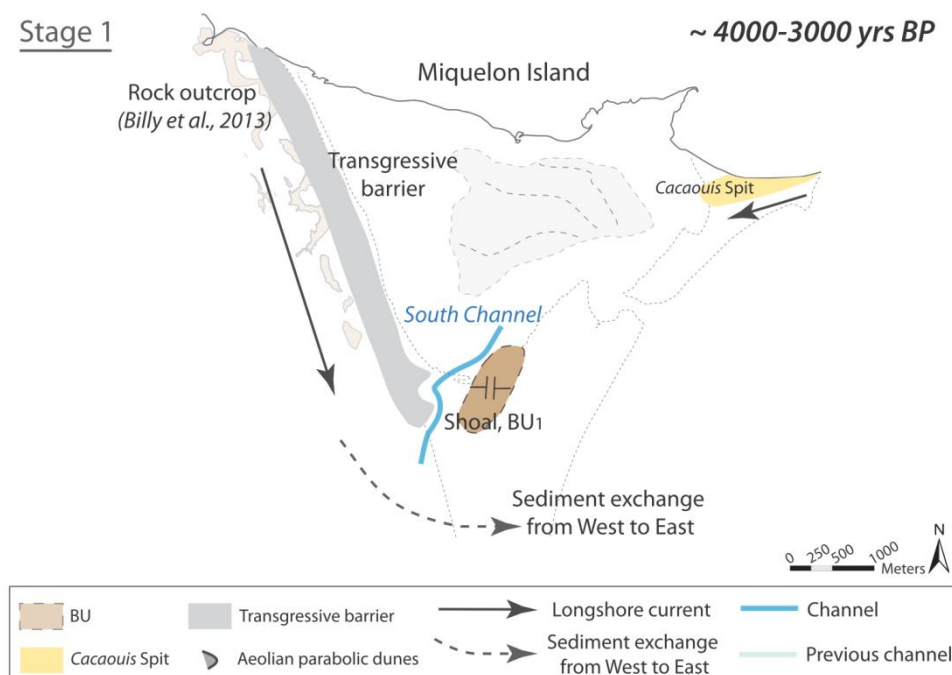 Stage 1
~ 4000-3000 yrs BP
Miquelon Island
Rock outcrop
(Billy et al., 2013)
Transgressive
barrier
Cacaouis Spit
South Channel
Shoal, BU1
Sediment exchange
from West to East
0 250 500 1000
Meters
N
BU
Transgressive barrier
Longshore current
Channel
Cacaouis Spit
Aeolian parabolic dunes
Sediment exchange
from West to East
Previous channel